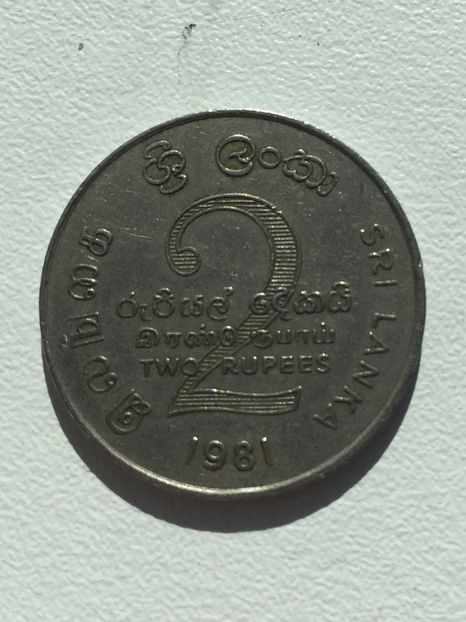 ශ්‍රී ලංකා
இலங்கை
SRI LANKA
2
රුපියල් දෙකයි
இரண்டு ரூபாய்
TWO RUPEES
1981